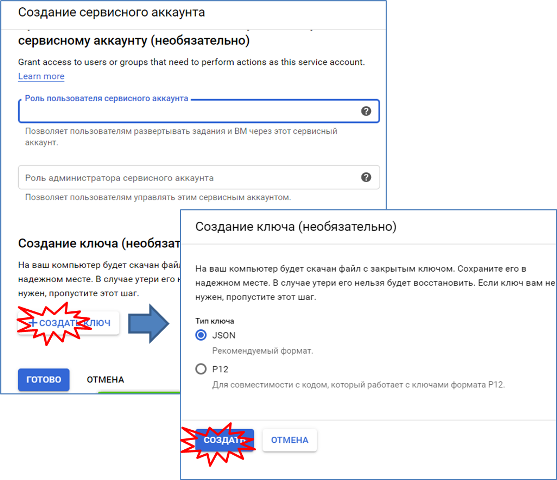 Создание сервисного аккаунта
сервисному аккаунту (необязательно)
Grant access to users or groups that need to perform actions as this service account.
Learn more
Роль пользователя сервисного аккаунта
Позволяет пользователям развертывать задания и ВМ через этот сервисный
аккаунт.
Роль администратора сервисного аккаунта
Позволяет пользователям управлять этим сервисным аккаунтом.
Создание ключа (необязат
На ваш компьютер будет скачан фай
надежном месте. В случае утери его н
нужен, пропустите этот шаг.
+СОЗДАТЬ КЛЮЧ
ГОТОВО
ОТМЕНА
Создание ключа (необязательно)
На ваш компьютер будет скачан файл с закрытым ключом. Сохраните его в
надежном месте. В случае утери его нельзя будет восстановить. Если ключ вам не
нужен, пропустите этот шаг.
Тип ключа
JSON
Рекомендуемый формат.
P12
Для совместимости с кодом, который работает с ключами формата P12.
СОЗДАТЬ
ОТМЕНА